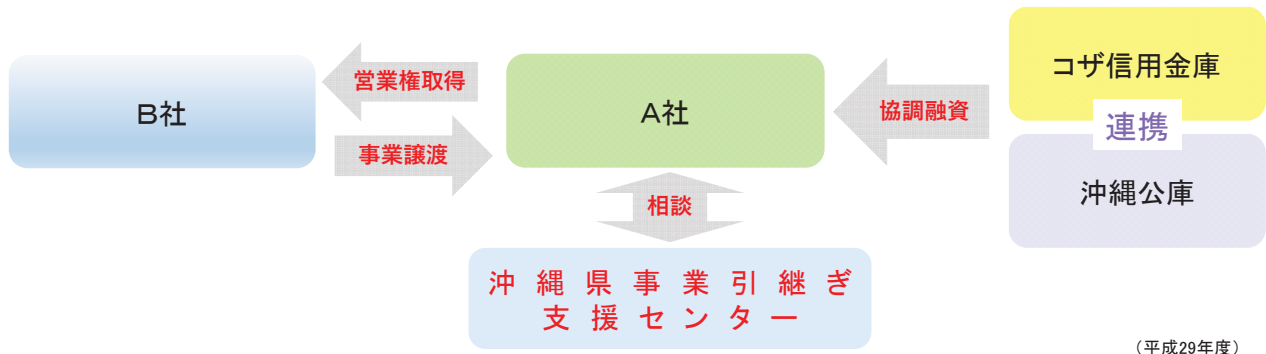 コザ信用金庫
営業権取得
B社
A社
協調融資
連携
事業譲渡
沖縄公庫
相談
沖縄県事業引継ぎ
支援センター
（平成29年度）